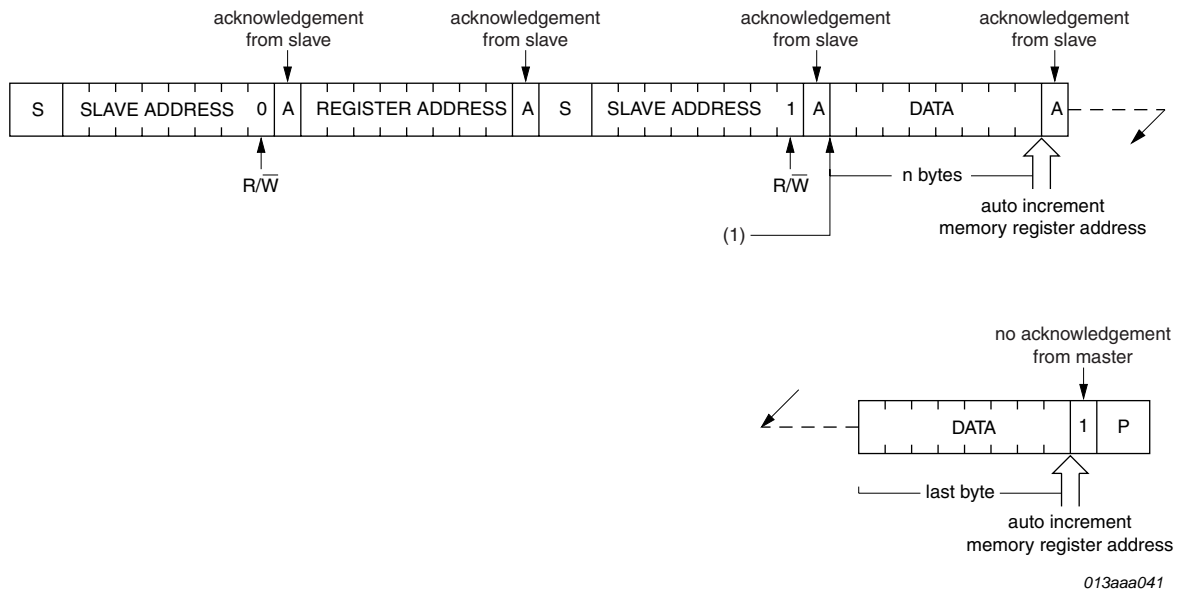 acknowledgement
from slave
acknowledgement
from slave
acknowledgement
from slave
acknowledgement
from slave
S SLAVE ADDRESS 0 A REGISTER ADDRESS A S SLAVE ADDRESS 1 A DATA A
R/W̅
R/W̅
n bytes
auto increment
memory register address
(1)
no acknowledgement
from master
DATA 1 P
last byte
auto increment
memory register address
013aaa041